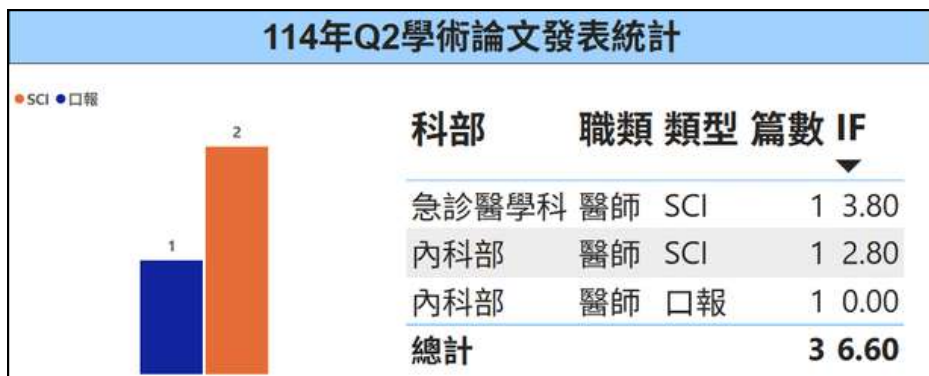 114年Q2學術論文發表統計
SCI 口報
2
1
科部 職類 類型 篇數 IF
急診醫學科 醫師 SCI 1 3.80
內科部 醫師 SCI 1 2.80
內科部 醫師 口報 1 0.00
總計 3 6.60